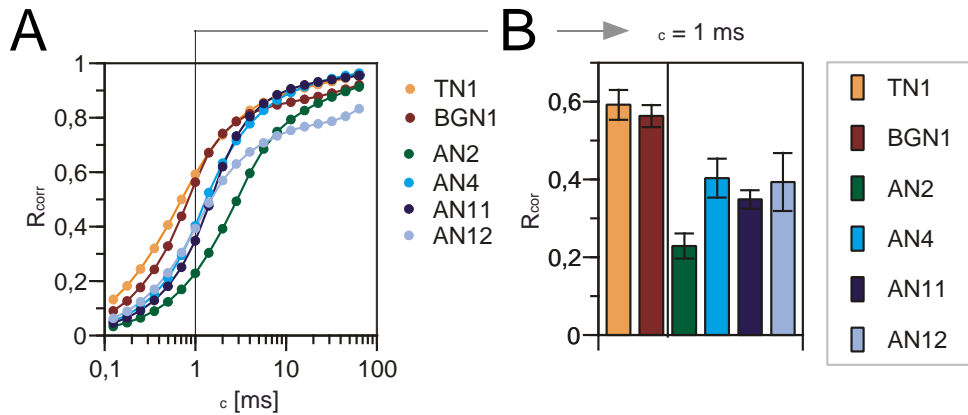 A
B
c = 1 ms
1
0,8
0,6
0,4
0,2
0
Rcorr
0,1
1
10
100
c [ms]
TN1
BGN1
AN2
AN4
AN11
AN12
0,6
0,4
0,2
0
Rcor
TN1
BGN1
AN2
AN4
AN11
AN12